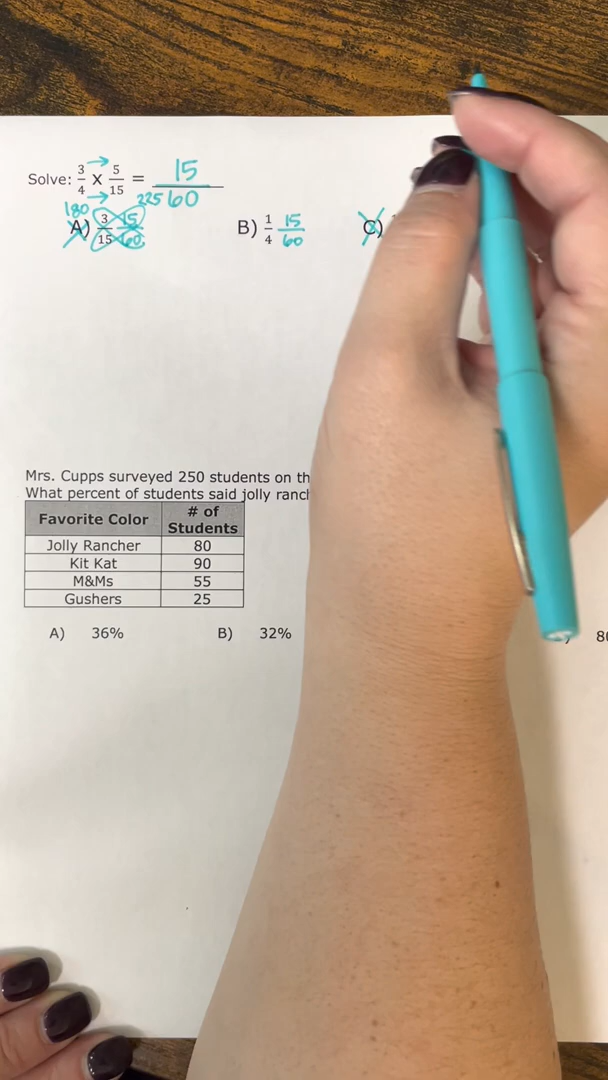 Solve: 3/4 x 5/15 = 15/60
180 225
A) 3/15 15/60 B) 1/4 15/60 C)
Mrs. Cupps surveyed 250 students on
What percent of students said jolly
Favorite Color # of Students
Jolly Rancher 80
Kit Kat 90
M&Ms 55
Gushers 25
A) 36% B) 32%